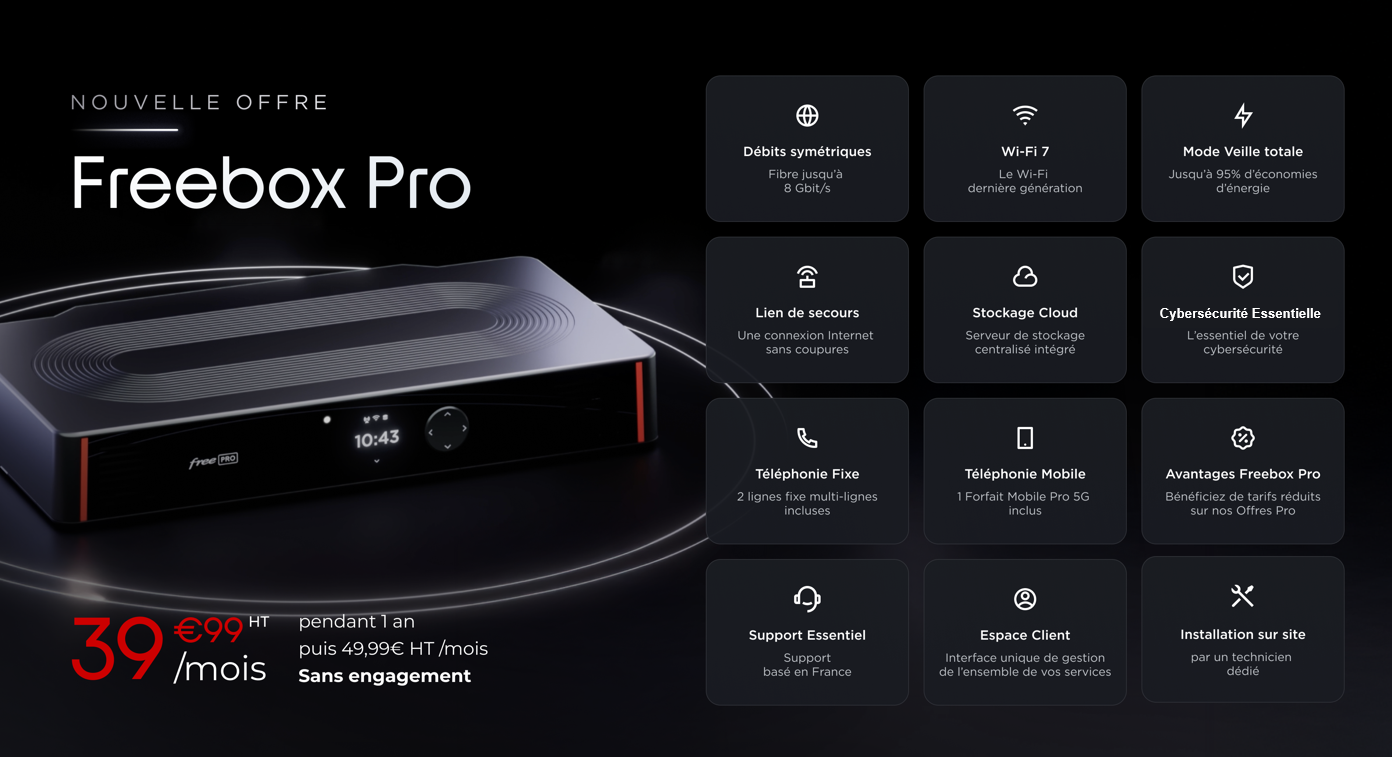 NOUVELLE OFFRE
Freebox Pro
free PRO
10:43
39€99 HT
/mois
pendant 1 an
puis 49,99€ HT /mois
Sans engagement
Débits symétriques
Fibre jusqu'à
8 Gbit/s
Wi-Fi 7
Le Wi-Fi
dernière génération
Mode Veille totale
Jusqu'à 95% d'économies
d'énergie
Lien de secours
Une connexion Internet
sans coupures
Stockage Cloud
Serveur de stockage
centralisé intégré
Cybersécurité Essentielle
L'essentiel de votre
cybersécurité
Téléphonie Fixe
2 lignes fixe multi-lignes
incluses
Téléphonie Mobile
1 Forfait Mobile Pro 5G
inclus
Avantages Freebox Pro
Bénéficiez de tarifs réduits
sur nos Offres Pro
Support Essentiel
Support
basé en France
Espace Client
Interface unique de gestion
de l'ensemble de vos services
Installation sur site
par un technicien
dédié